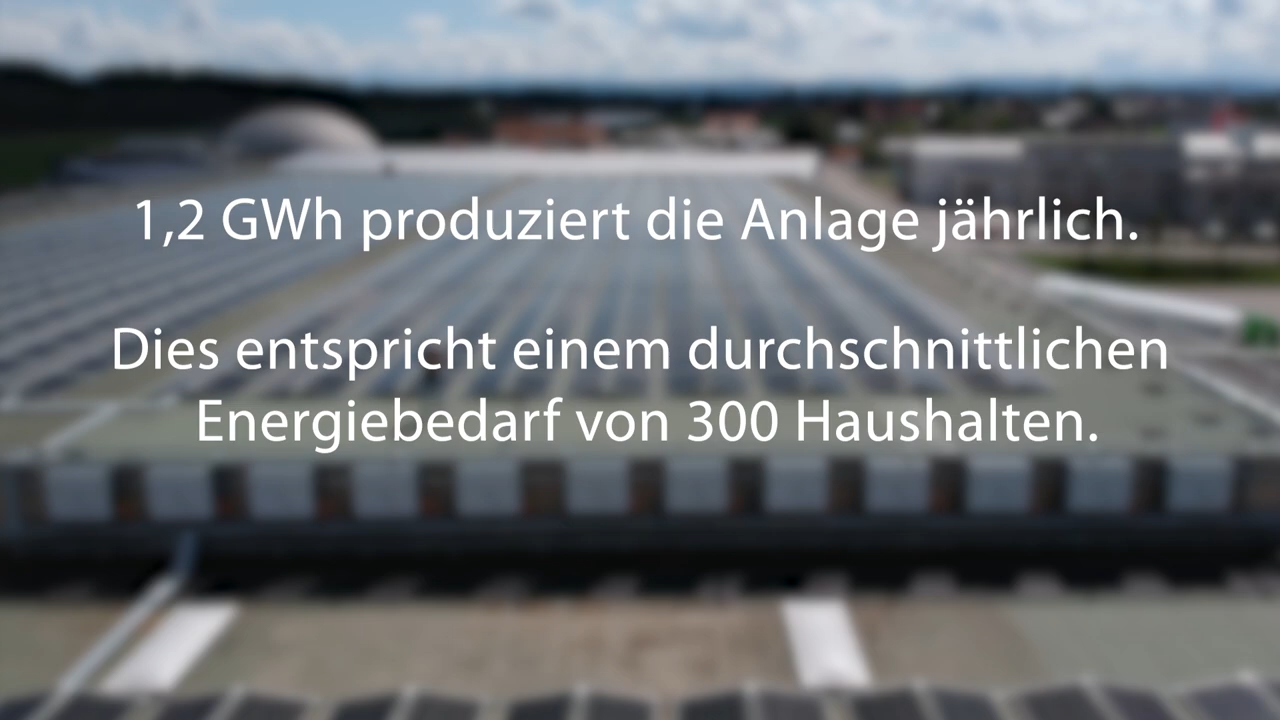 1,2 GWh produziert die Anlage jährlich.
Dies entspricht einem durchschnittlichen
Energiebedarf von 300 Haushalten.